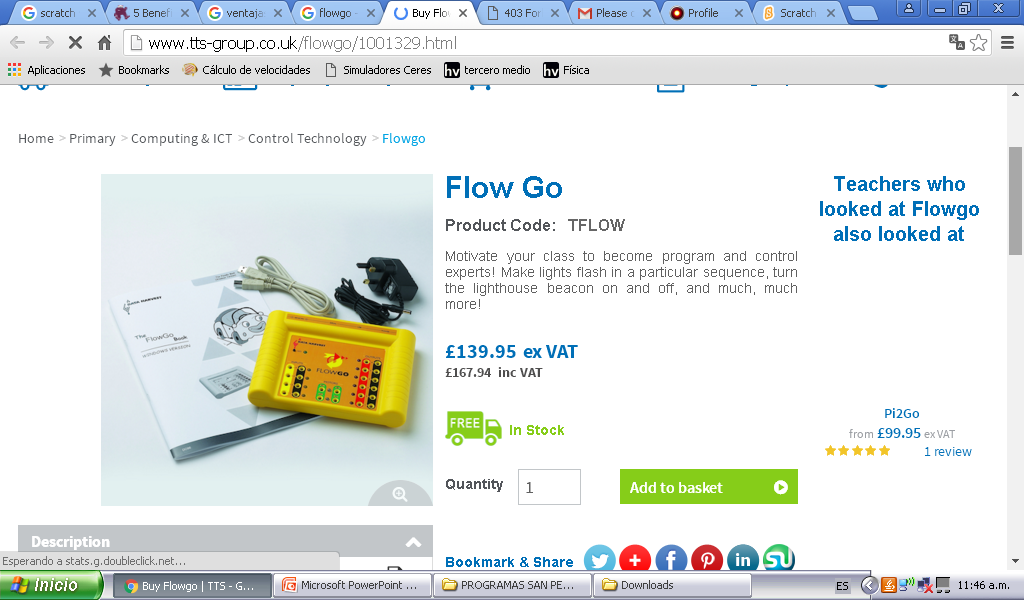 scratch
5 Benef
ventaja
flowgo -
Buy Flo
403 For
Please c
Profile
Scratch
www.tts-group.co.uk/flowgo/1001329.html
Aplicaciones
Bookmarks
Cálculo de velocidades
Simuladores Ceres
hv tercero medio
hv Física
Home > Primary > Computing & ICT > Control Technology > Flowgo
Flow Go
Product Code: TFLOW
Motivate your class to become program and control
experts! Make lights flash in a particular sequence, turn
the lighthouse beacon on and off, and much, much
more!
£139.95 ex VAT
£167.94 inc VAT
FREE
In Stock
Quantity
1
Add to basket
Bookmark & Share
Teachers who
looked at Flowgo
also looked at
Pi2Go
from £99.95 ex VAT
1 review
The
FlowGo
Book
FLOWGO
Description
Esperando a stats.g.doubleclick.net...
Inicio
Buy Flowgo | TTS - G...
Microsoft PowerPoint ...
PROGRAMAS SAN PE...
Downloads
ES
11:46 a.m.